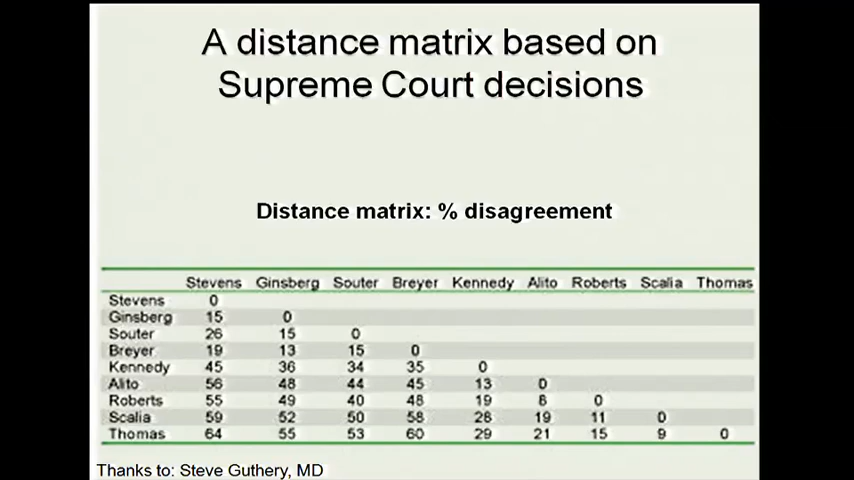 A distance matrix based on
Supreme Court decisions
Distance matrix: % disagreement
Stevens Ginsberg Souter Breyer Kennedy Alito Roberts Scalia Thomas
Stevens 0
Ginsberg 15 0
Souter 26 15 0
Breyer 19 13 15 0
Kennedy 45 36 34 35 0
Alito 56 48 44 45 13 0
Roberts 55 49 40 48 19 8 0
Scalia 59 52 50 58 28 19 11 0
Thomas 64 55 53 60 29 21 15 9 0
Thanks to: Steve Guthery, MD